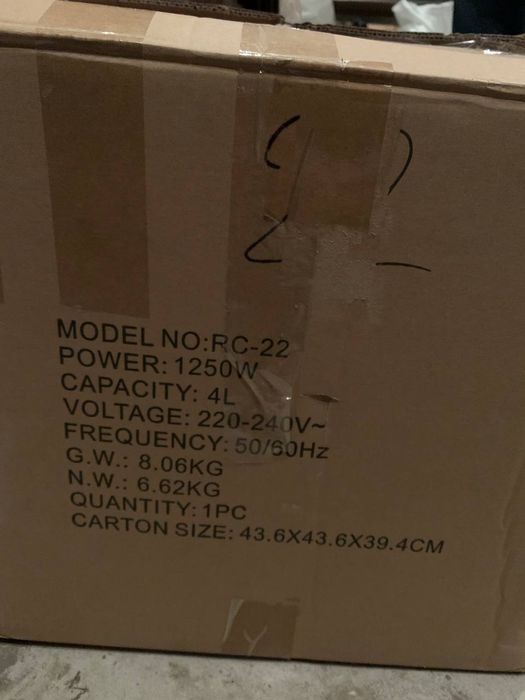 MODEL NO:RC-22
POWER: 1250W
CAPACITY: 4L
VOLTAGE: 220-240V~
FREQUENCY: 50/60Hz
G.W.: 8.06KG
N.W.: 6.62KG
QUANTITY: 1PC
CARTON SIZE: 43.6X43.6X39.4CM